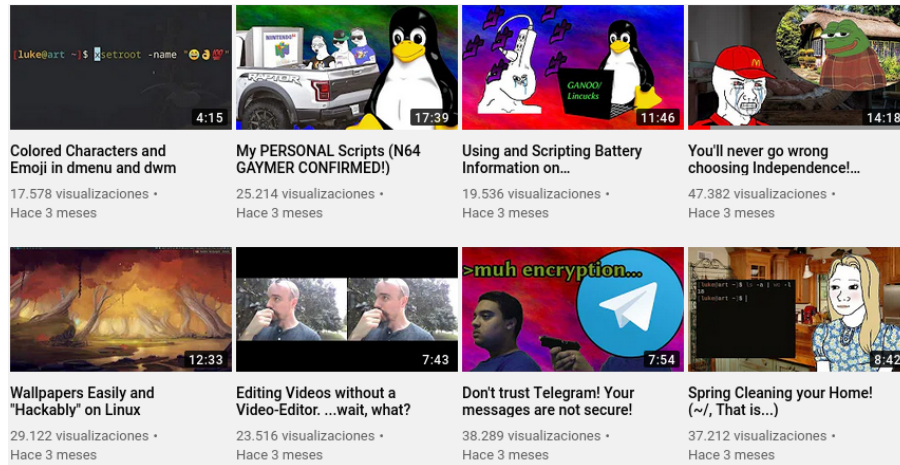 [luke@art ~]$ xsetroot -name "😀👌💯"
4:15
NINTENDO64
RAPTOR
17:39
GANOO/
Lincucks
11:46
14:18
Colored Characters and
Emoji in dmenu and dwm
17.578 visualizaciones •
Hace 3 meses
My PERSONAL Scripts (N64
GAYMER CONFIRMED!)
25.214 visualizaciones •
Hace 3 meses
Using and Scripting Battery
Information on...
19.536 visualizaciones •
Hace 3 meses
You'll never go wrong
choosing Independence!...
47.382 visualizaciones •
Hace 3 meses
12:33
7:43
>muh encryption...
7:54
[luke@art ~]$ ls -a | wc -l
18
[luke@art ~]$
8:42
Wallpapers Easily and
"Hackably" on Linux
29.122 visualizaciones •
Hace 3 meses
Editing Videos without a
Video-Editor. ...wait, what?
23.516 visualizaciones •
Hace 3 meses
Don't trust Telegram! Your
messages are not secure!
38.289 visualizaciones •
Hace 3 meses
Spring Cleaning your Home!
(~/, That is...)
37.212 visualizaciones •
Hace 3 meses